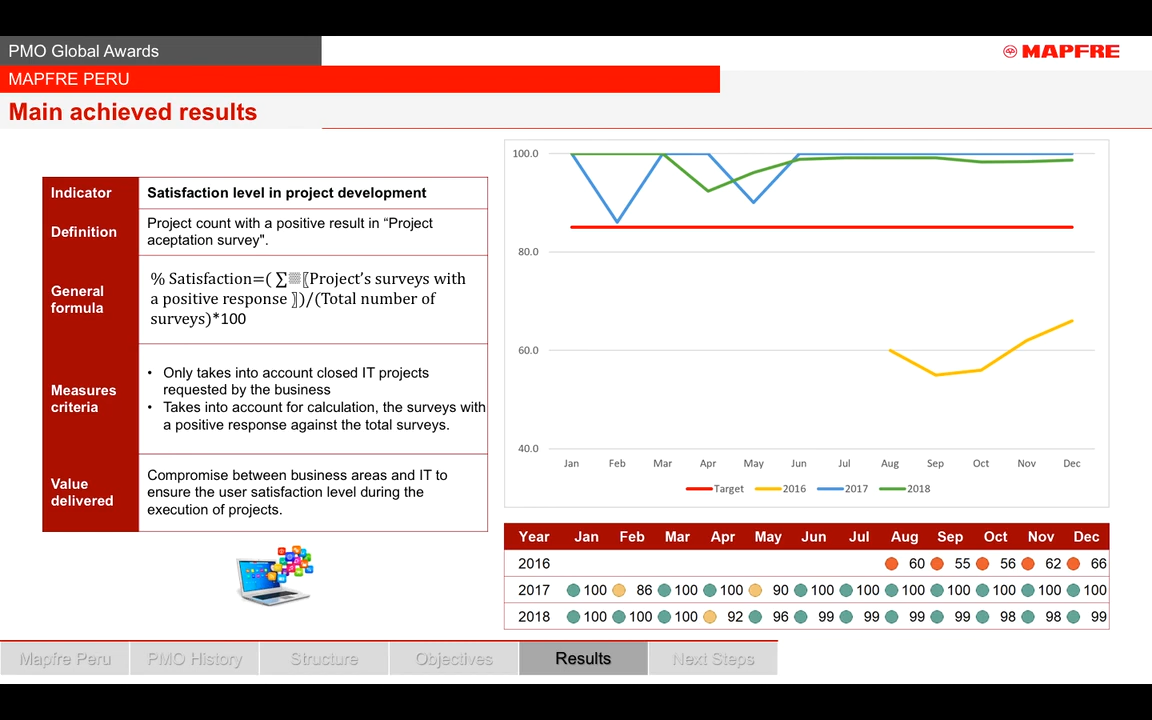 PMO Global Awards
MAPFRE
MAPFRE PERU
Main achieved results
Indicator
Satisfaction level in project development
Definition
Project count with a positive result in “Project
aceptation survey".
General
formula
% Satisfaction=( ∑▒〖Project’s surveys with
a positive response 〗)/(Total number of
surveys)*100
Measures
criteria
• Only takes into account closed IT projects
requested by the business
• Takes into account for calculation, the surveys with
a positive response against the total surveys.
Value
delivered
Compromise between business areas and IT to
ensure the user satisfaction level during the
execution of projects.
100.0
80.0
60.0
40.0
Jan Feb Mar Apr May Jun Jul Aug Sep Oct Nov Dec
Target 2016 2017 2018
Year Jan Feb Mar Apr May Jun Jul Aug Sep Oct Nov Dec
2016 60 55 56 62 66
2017 100 86 100 100 90 100 100 100 100 100 100 100
2018 100 100 100 92 96 99 99 99 99 98 98 99
Mapfre Peru PMO History Structure Objectives Results Next Steps